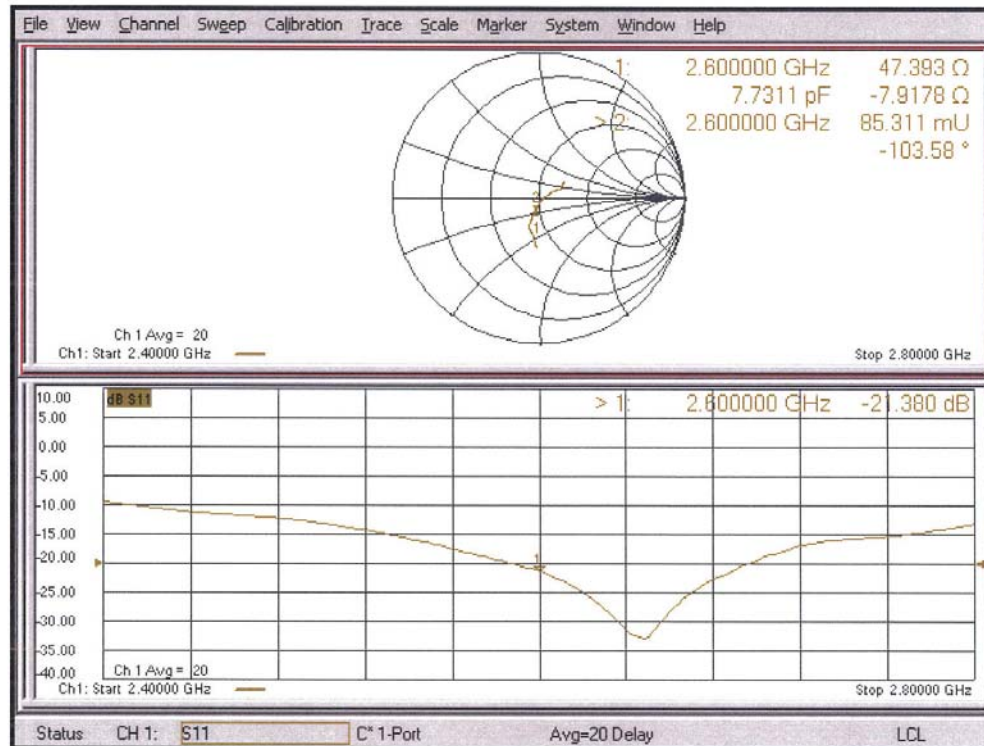 File View Channel Sweep Calibration Trace Scale Marker System Window Help
1: 2.600000 GHz 47.393 Ω
7.7311 pF -7.9178 Ω
> 2: 2.600000 GHz 85.311 mU
-103.58 °
1
Ch 1 Avg = 20
Ch1: Start 2.40000 GHz
Stop 2.80000 GHz
10.00
dB S11
> 1: 2.600000 GHz -21.380 dB
5.00
0.00
-5.00
-10.00
-15.00
-20.00
1
-25.00
-30.00
-35.00
-40.00
Ch 1 Avg = 20
Ch1: Start 2.40000 GHz
Stop 2.80000 GHz
Status CH 1: S11 C* 1-Port Avg=20 Delay LCL